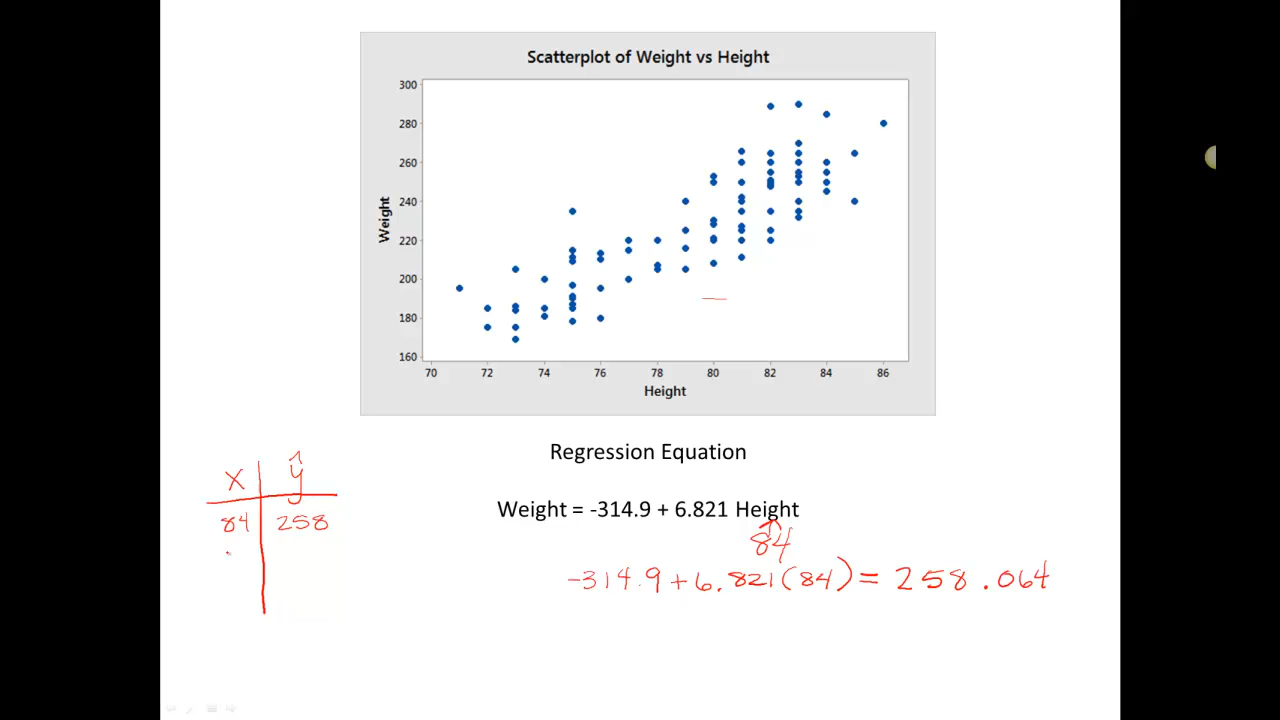 Scatterplot of Weight vs Height
300
280
260
240
220
200
180
160
Weight
70 72 74 76 78 80 82 84 86
Height
Regression Equation
Weight = -314.9 + 6.821 Height
84
-314.9 + 6.821(84) = 258.064
x ŷ
84 258